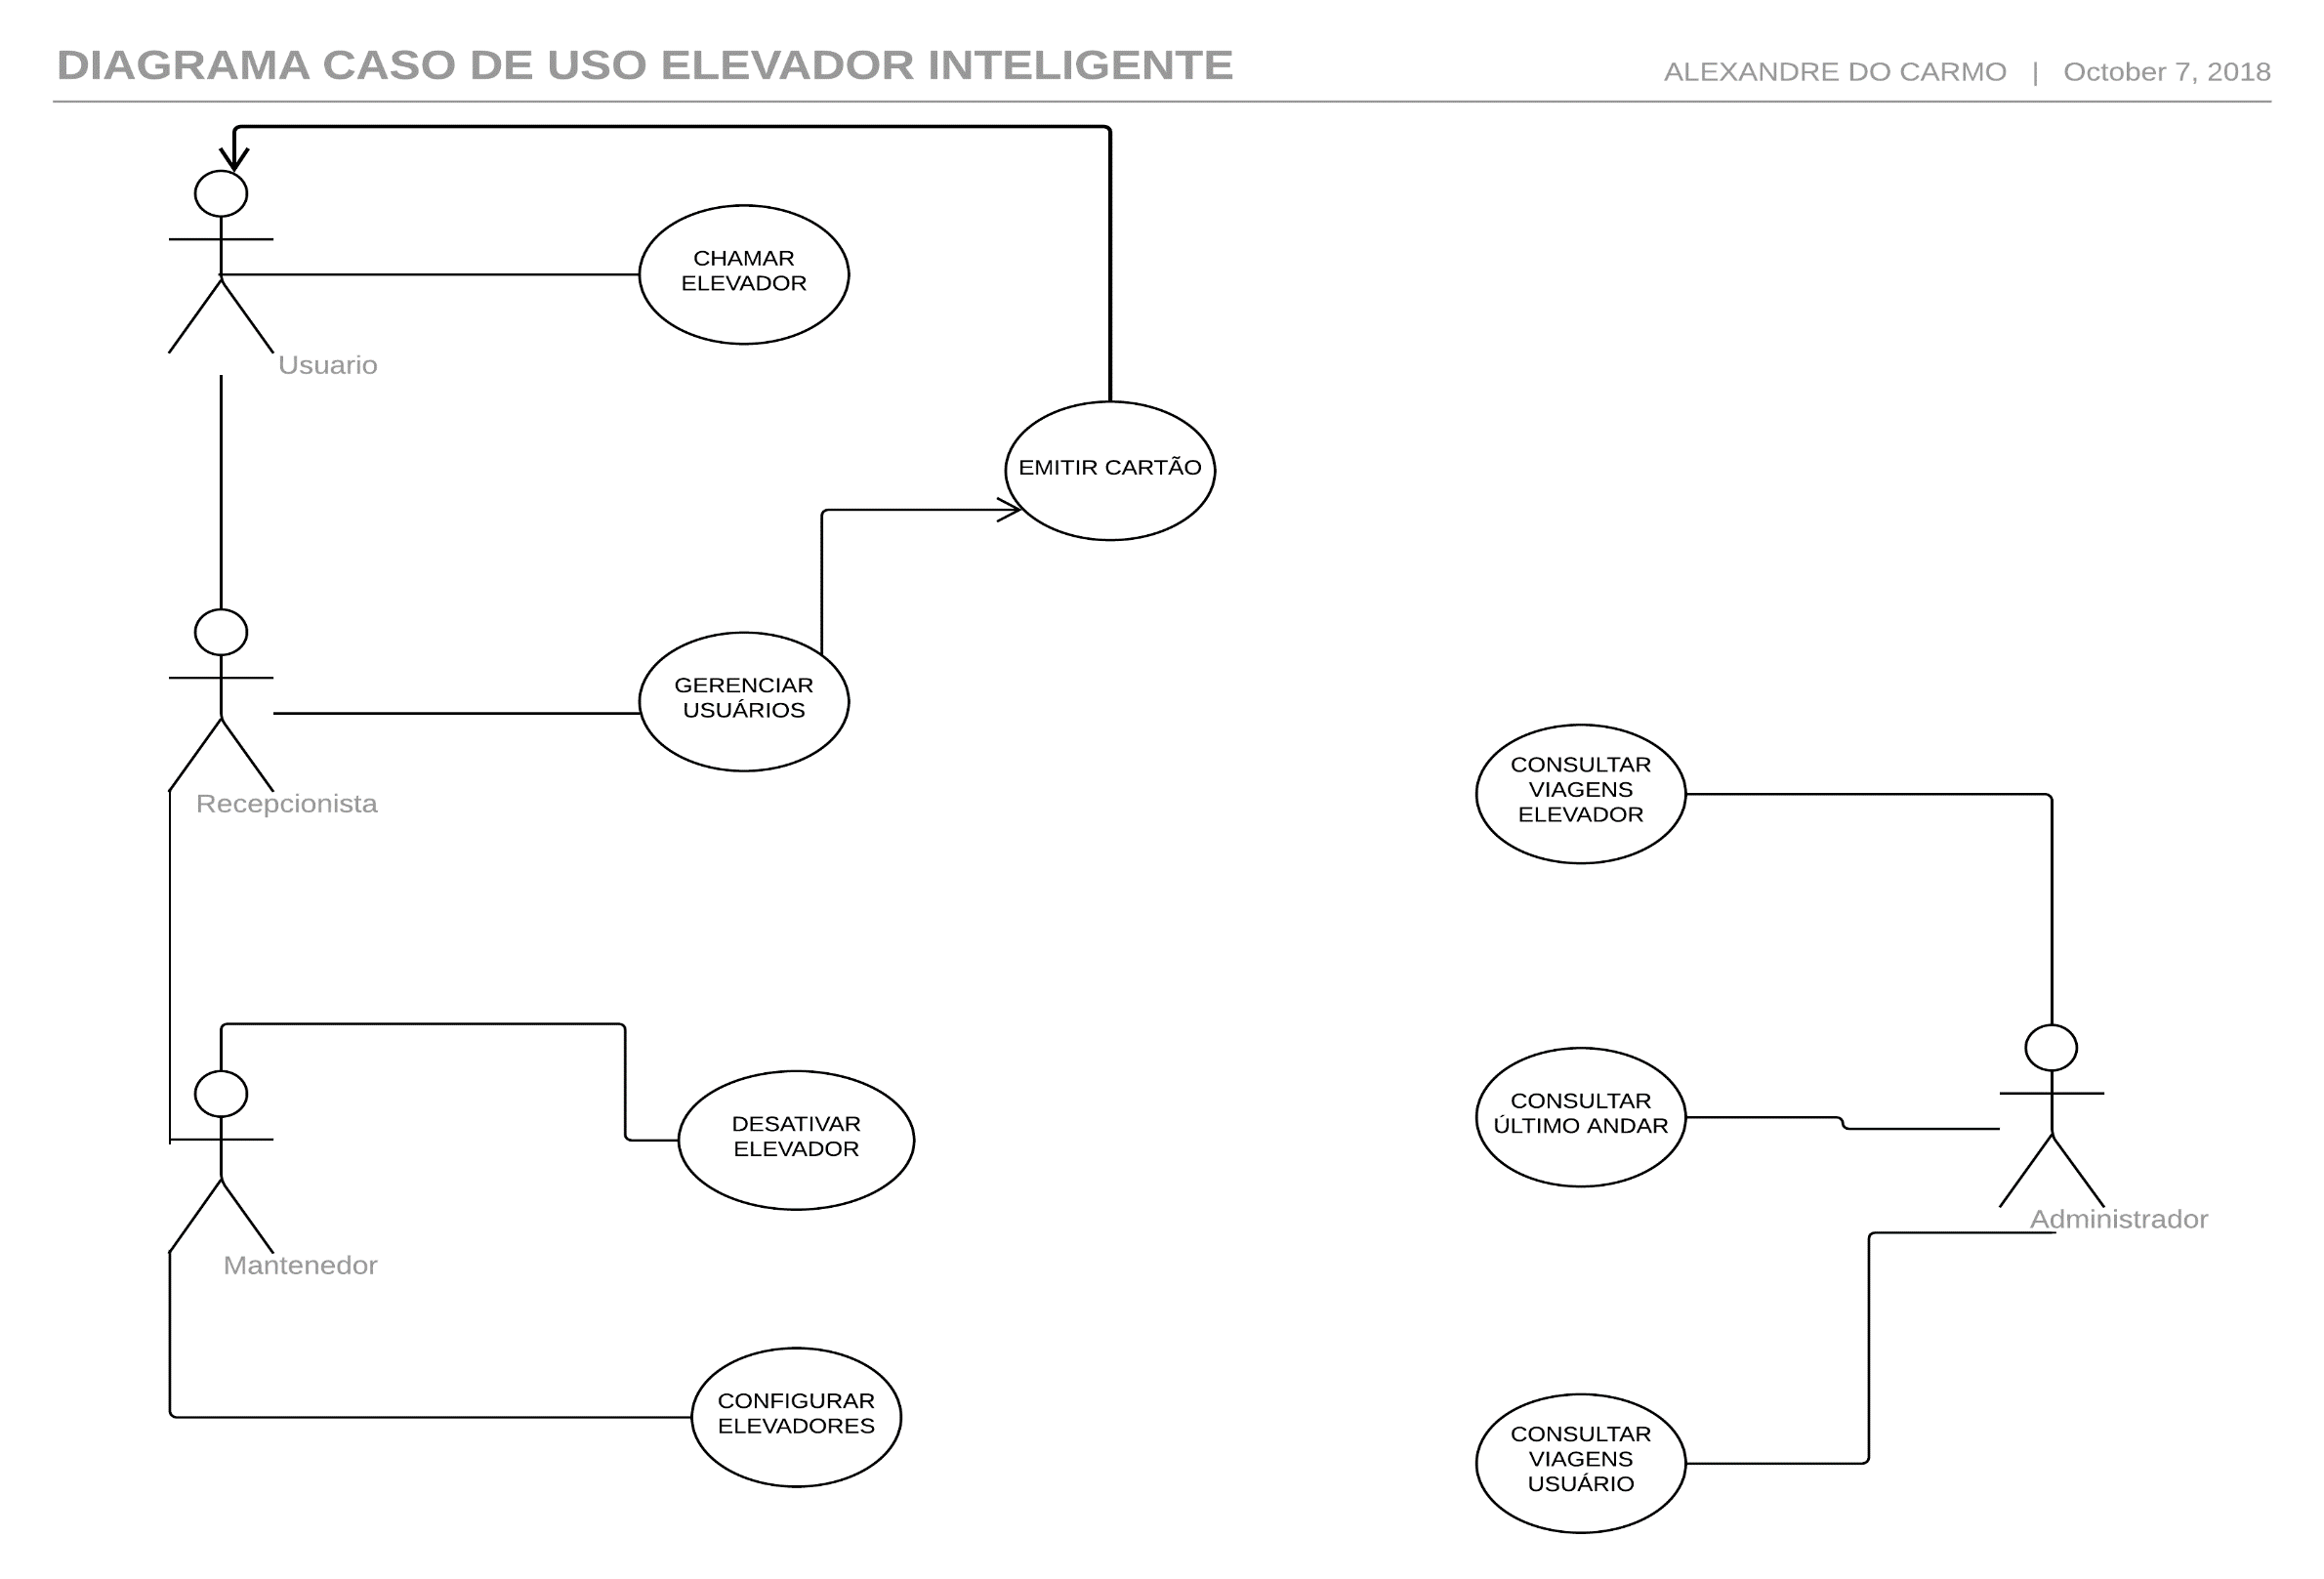 DIAGRAMA CASO DE USO ELEVADOR INTELIGENTE
ALEXANDRE DO CARMO | October 7, 2018
CHAMAR
ELEVADOR
Usuario
EMITIR CARTÃO
GERENCIAR
USUÁRIOS
Recepcionista
CONSULTAR
VIAGENS
ELEVADOR
DESATIVAR
ELEVADOR
Mantenedor
CONSULTAR
ÚLTIMO ANDAR
Administrador
CONFIGURAR
ELEVADORES
CONSULTAR
VIAGENS
USUÁRIO